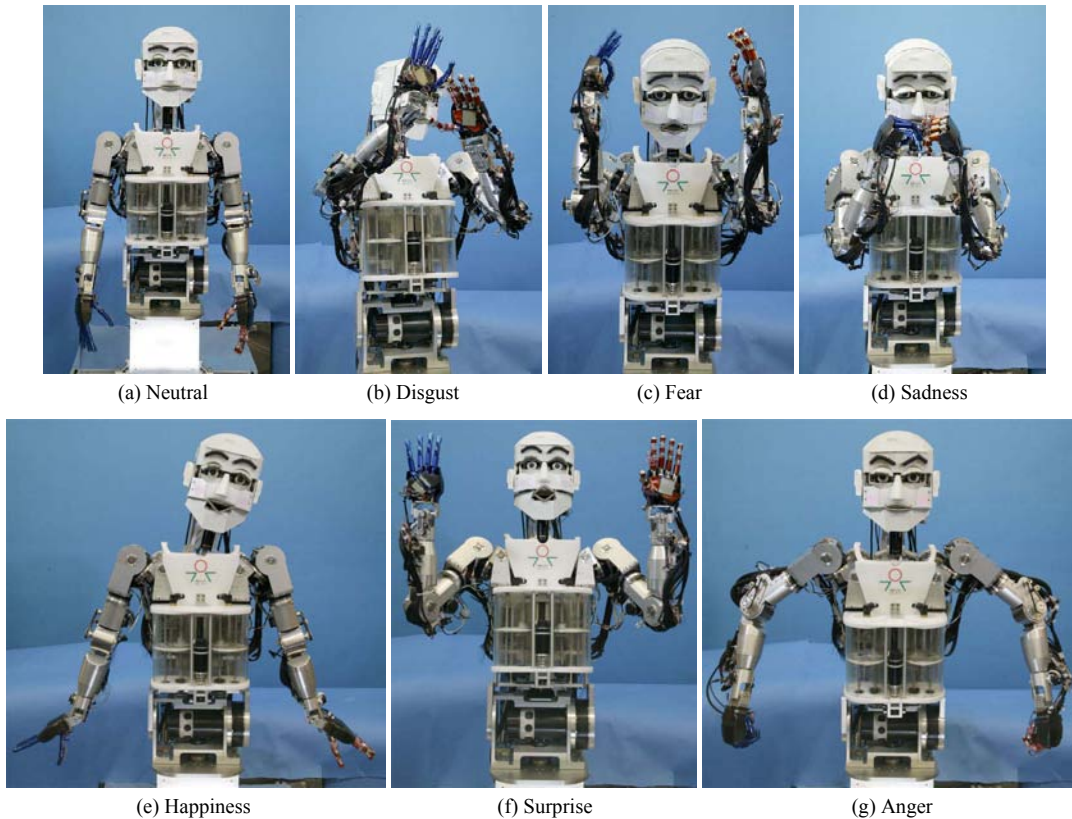 (a) Neutral
(b) Disgust
(c) Fear
(d) Sadness
(e) Happiness
(f) Surprise
(g) Anger